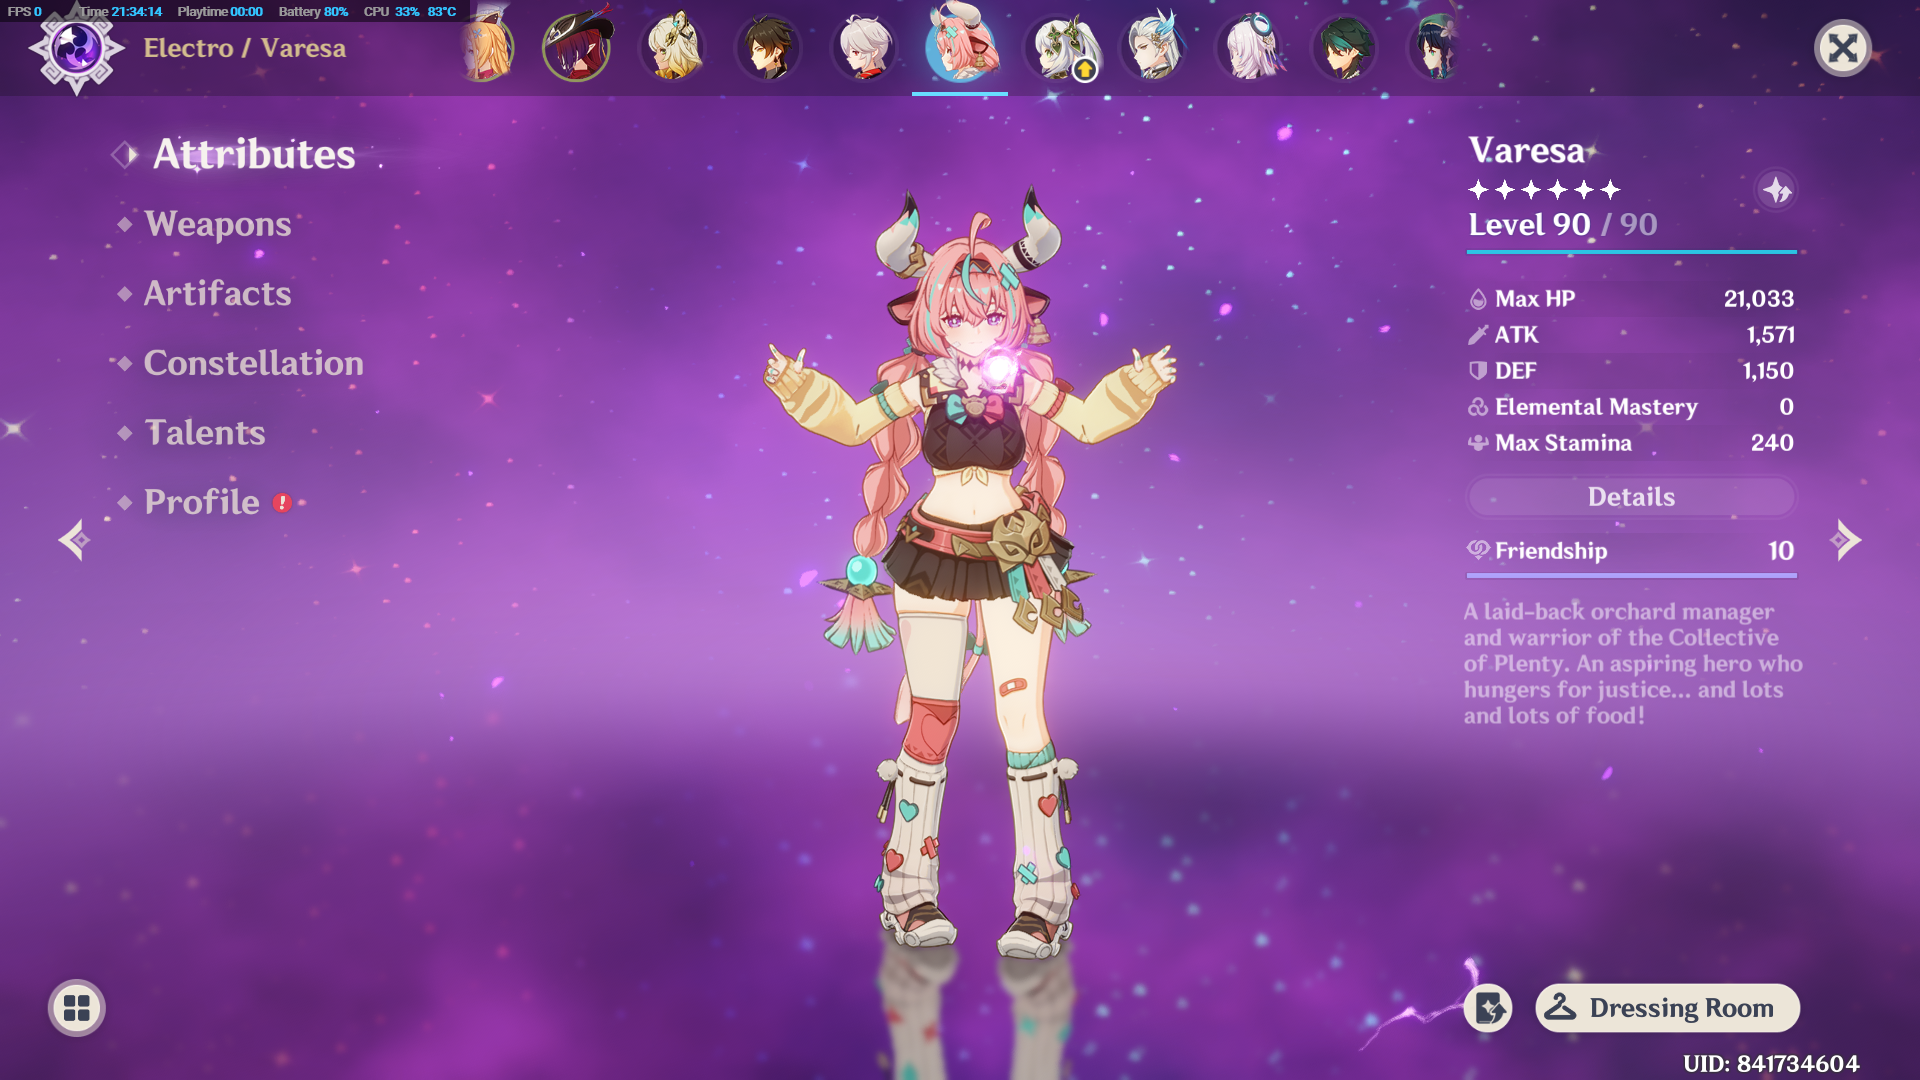 FPS 0 Time 21:34:14 Playtime 00:00 Battery 80% CPU 33% 83°C
Electro / Varesa
Attributes
Weapons
Artifacts
Constellation
Talents
Profile
Varesa
Level 90 / 90
Max HP 21,033
ATK 1,571
DEF 1,150
Elemental Mastery 0
Max Stamina 240
Details
Friendship 10
A laid-back orchard manager
and warrior of the Collective
of Plenty. An aspiring hero who
hungers for justice... and lots
and lots of food!
Dressing Room
UID: 841734604